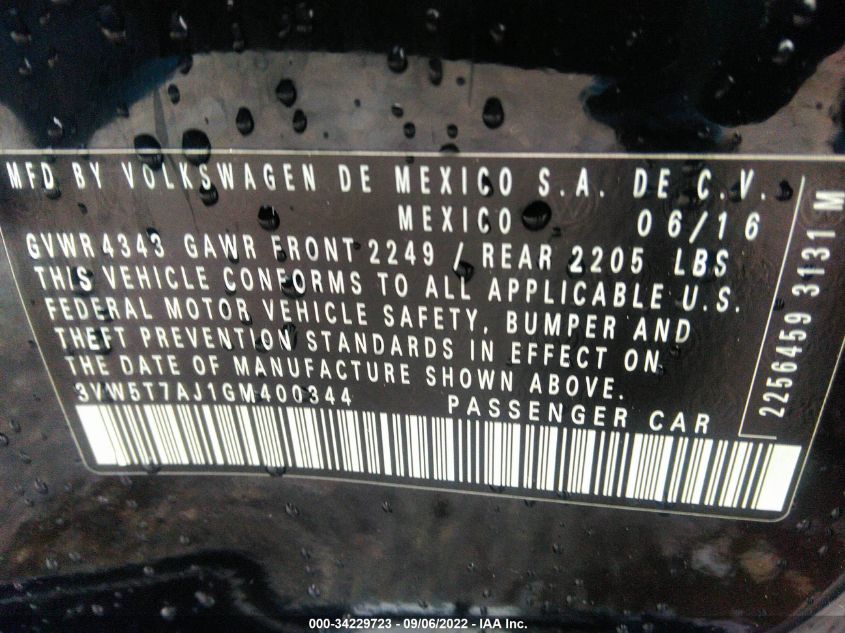 MFD BY VOLKSWAGEN DE MEXICO S.A. DE C.V.
MEXICO 06/16
GVWR 4343 GAWR FRONT 2249 / REAR 2205 LBS
THIS VEHICLE CONFORMS TO ALL APPLICABLE U.S.
FEDERAL MOTOR VEHICLE SAFETY, BUMPER AND
THEFT PREVENTION STANDARDS IN EFFECT ON
THE DATE OF MANUFACTURE SHOWN ABOVE.
3VW5T7AJ1GM400344
PASSENGER CAR
2256459 3131 M
000-34229723 - 09/06/2022 - IAA Inc.